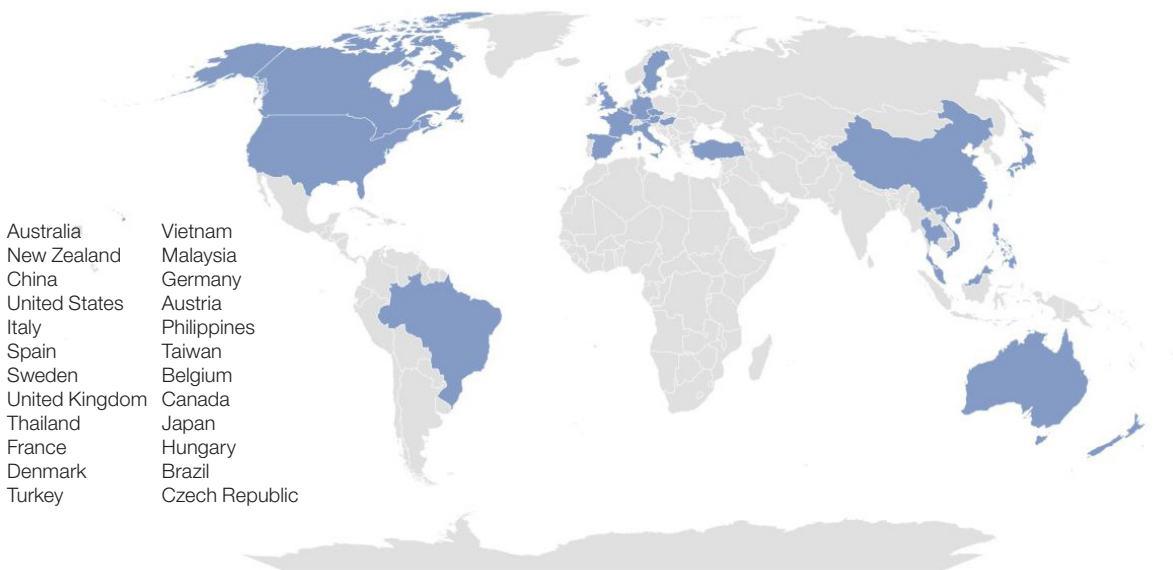 Australia
New Zealand
China
United States
Italy
Spain
Sweden
United Kingdom
Thailand
France
Denmark
Turkey
Vietnam
Malaysia
Germany
Austria
Philippines
Taiwan
Belgium
Canada
Japan
Hungary
Brazil
Czech Republic